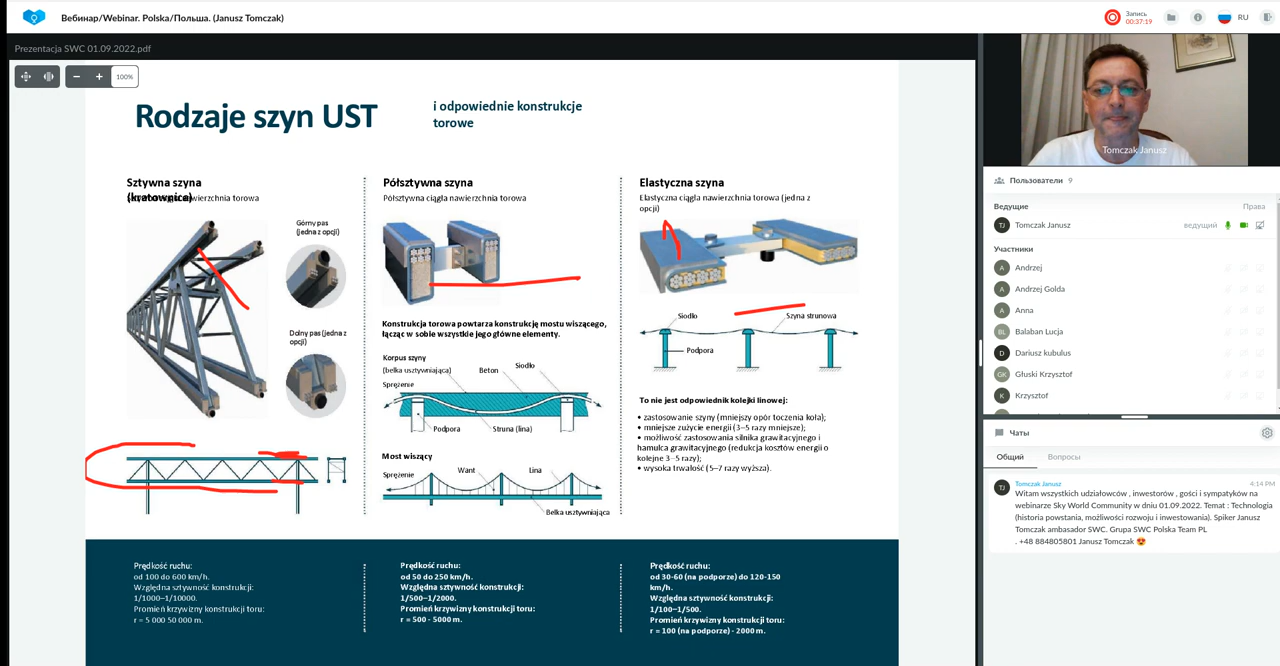 Вебинар/Webinar. Polska/Польша. (Janusz Tomczak)
Запись
00:37:19
RU
Prezentacja SWC 01.09.2022.pdf
100%
Rodzaje szyn UST
i odpowiednie konstrukcje
torowe
Sztywna szyna
(kratownica)
nawierzchnia torowa
Górny pas
(jedna z opcji)
Dolny pas (jedna z
opcji)
Półsztywna szyna
Półsztywna ciągła nawierzchnia torowa
Konstrukcja torowa powtarza konstrukcję mostu wiszącego,
łącząc w sobie wszystkie jego główne elementy.
Korpus szyny
(belka usztywniająca)
Beton
Siodło
Sprężenie
Podpora
Struna (lina)
Most wiszący
Sprężenie
Want
Lina
Belka usztywniająca
Elastyczna szyna
Elastyczna ciągła nawierzchnia torowa (jedna z
opcji)
Siodło
Szyna strunowa
Podpora
To nie jest odpowiednik kolejki linowej:
• zastosowanie szyny (mniejszy opór toczenia koła);
• mniejsze zużycie energii (3–5 razy mniejsze);
• możliwość zastosowania silnika grawitacyjnego i
hamulca grawitacyjnego (redukcja kosztów energii o
kolejne 3–5 razy);
• wysoka trwałość (5–7 razy wyższa).
Prędkość ruchu:
od 100 do 600 km/h.
Względna sztywność konstrukcji:
1/1000–1/10000.
Promień krzywizny konstrukcji toru:
r = 5 000 50 000 m.
Prędkość ruchu:
od 50 do 250 km/h.
Względna sztywność konstrukcji:
1/500–1/2000.
Promień krzywizny konstrukcji toru:
r = 500 - 5000 m.
Prędkość ruchu:
od 30-60 (na podporze) do 120-150
km/h.
Względna sztywność konstrukcji:
1/100–1/500.
Promień krzywizny konstrukcji toru:
r = 100 (na podporze) - 2000 m.
Tomczak Janusz
Пользователи 9
Ведущие
Права
TJ Tomczak Janusz ведущий
Участники
A Andrzej
A Andrzej Golda
A Anna
BL Balaban Lucja
D Dariusz kubulus
GK Głuski Krzysztof
K Krzysztof
Чаты
Общий
Вопросы
TJ
Tomczak Janusz 4:14 PM
Witam wszystkich udziałowców , inwestorów , gości i sympatyków na
webinarze Sky World Community w dniu 01.09.2022. Temat : Technologia
(historia powstania, możliwości rozwoju i inwestowania). Spiker Janusz
Tomczak ambasador SWC. Grupa SWC Polska Team PL
. +48 884805801 Janusz Tomczak 😍